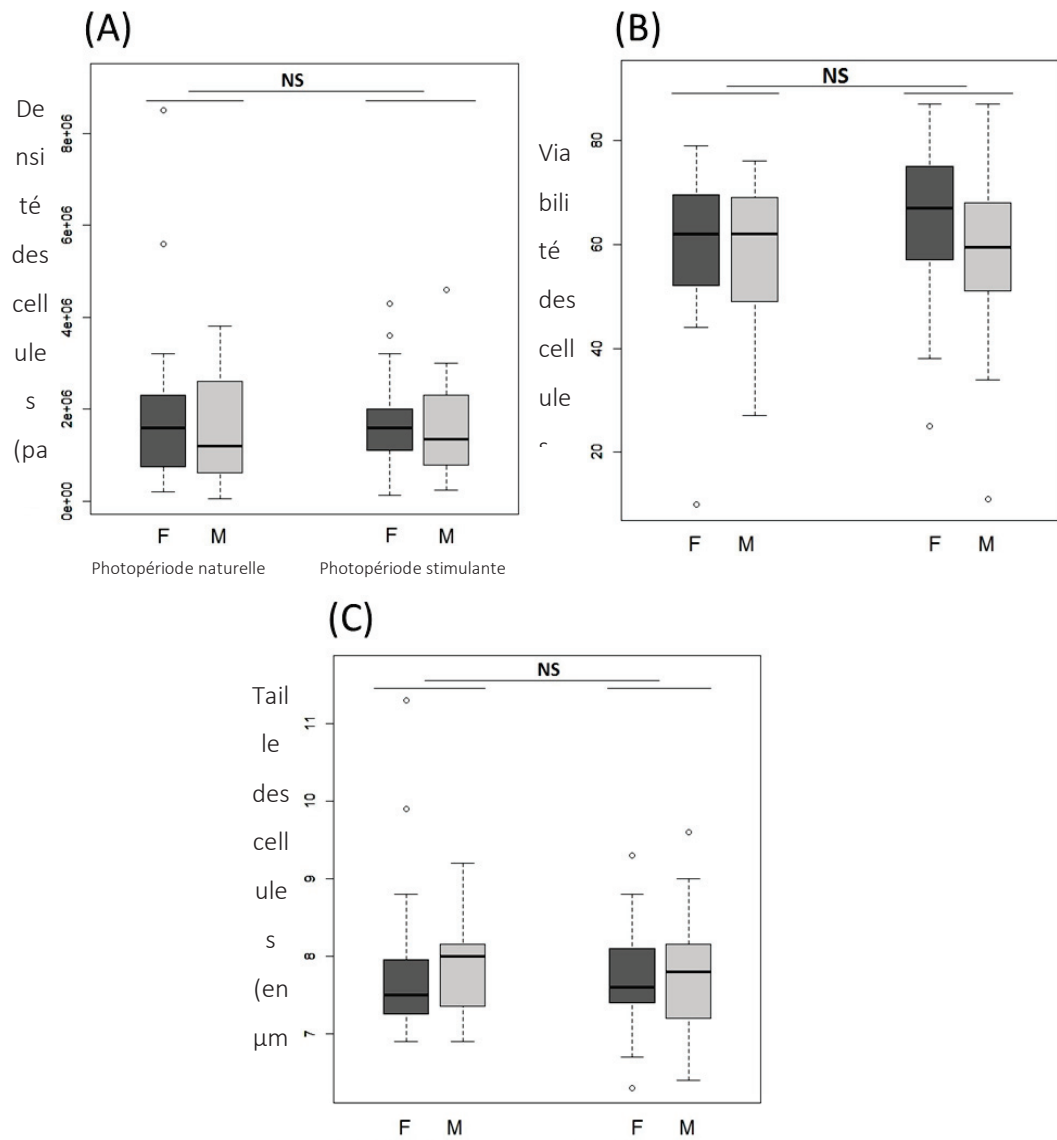 (A)
NS
De
nsi
té
des
cell
ule
s
(pa
8e+06
6e+06
4e+06
2e+06
0e+00
F M F M
Photopériode naturelle Photopériode stimulante
(B)
NS
Via
bili
té
des
cell
ule
80
60
40
20
F M F M
(C)
NS
Tail
le
des
cell
ule
s
(en
µm
11
10
9
8
7
F M F M